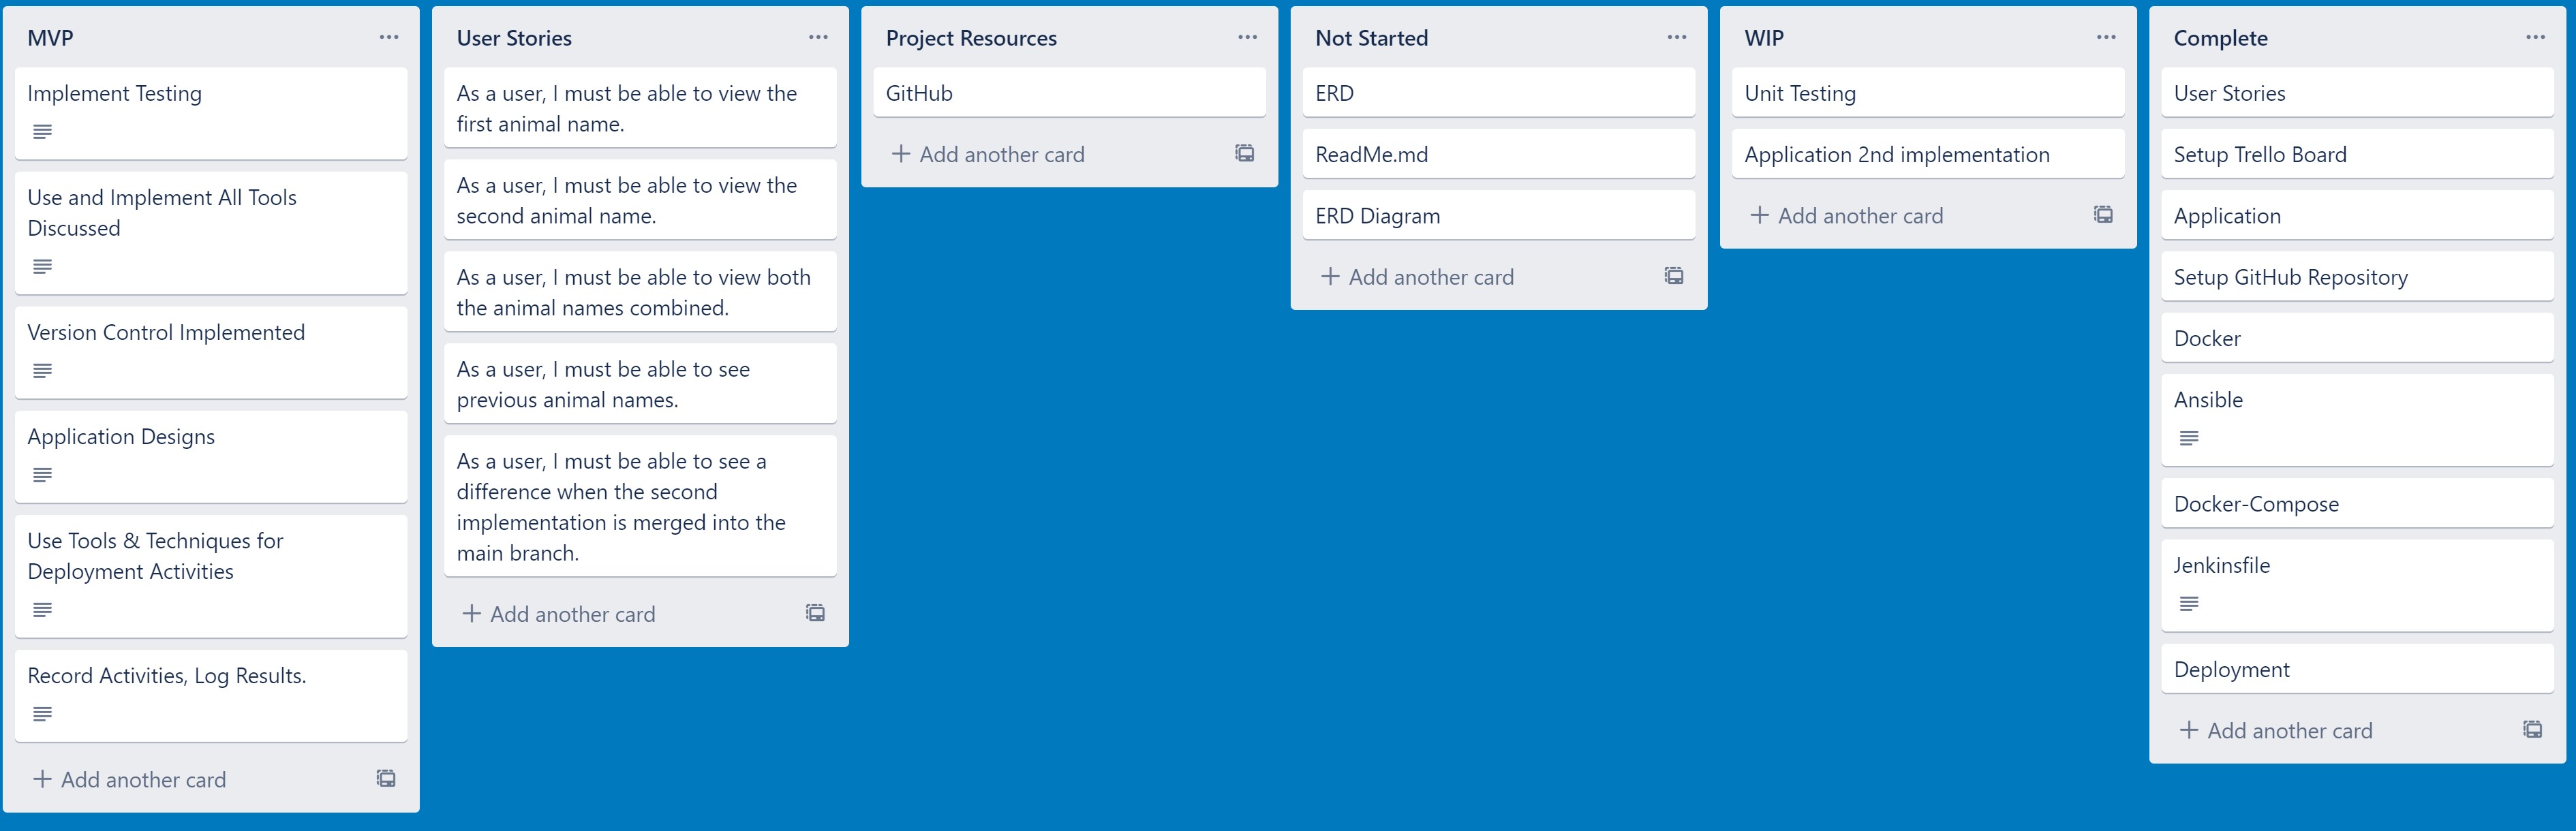 MVP
Implement Testing
Use and Implement All Tools
Discussed
Version Control Implemented
Application Designs
Use Tools & Techniques for
Deployment Activities
Record Activities, Log Results.
+ Add another card
User Stories
As a user, I must be able to view the
first animal name.
As a user, I must be able to view the
second animal name.
As a user, I must be able to view both
the animal names combined.
As a user, I must be able to see
previous animal names.
As a user, I must be able to see a
difference when the second
implementation is merged into the
main branch.
+ Add another card
Project Resources
GitHub
+ Add another card
Not Started
ERD
ReadMe.md
ERD Diagram
+ Add another card
WIP
Unit Testing
Application 2nd implementation
+ Add another card
Complete
User Stories
Setup Trello Board
Application
Setup GitHub Repository
Docker
Ansible
Docker-Compose
Jenkinsfile
Deployment
+ Add another card